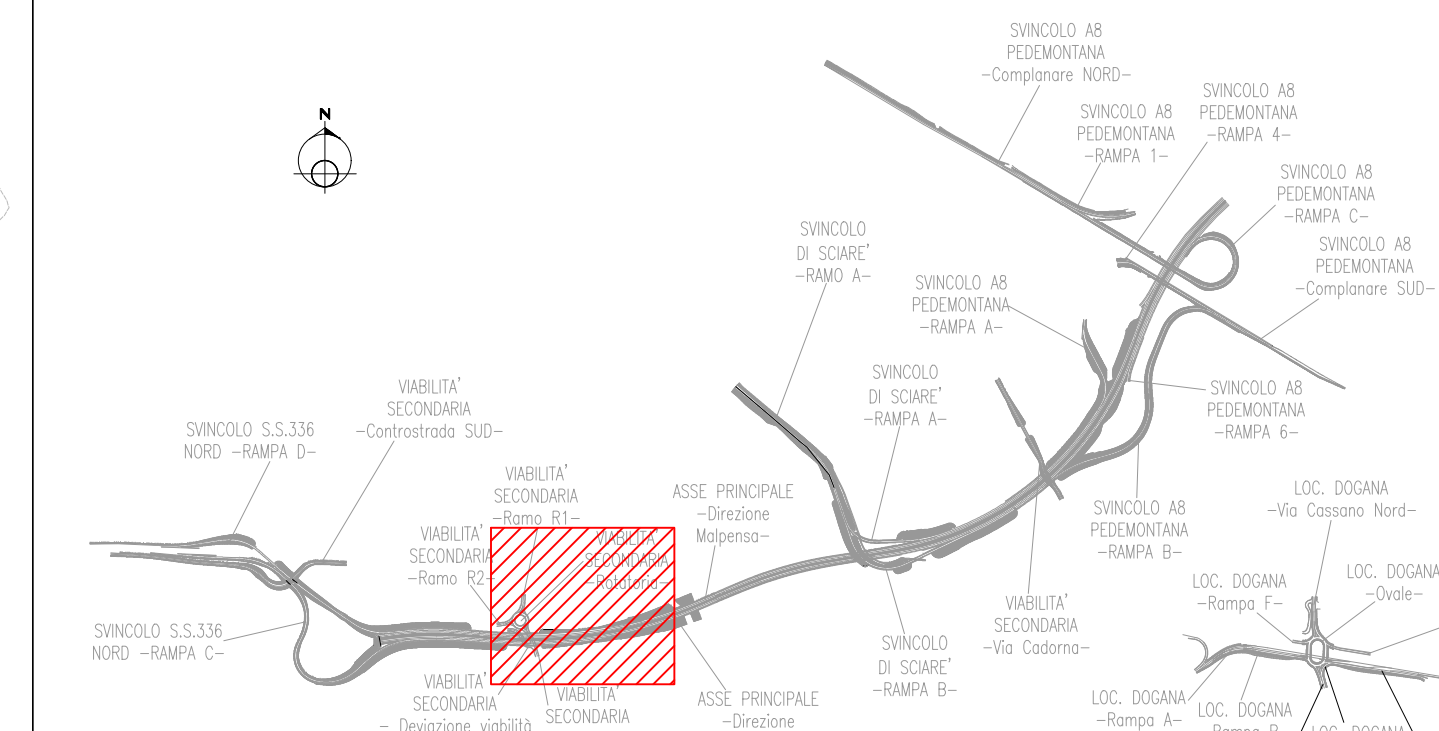 SVINCOLO A8
PEDEMONTANA
-Complanare NORD-
SVINCOLO A8
PEDEMONTANA
-RAMPA 4-
SVINCOLO A8
PEDEMONTANA
-RAMPA 1-
N
SVINCOLO A8
PEDEMONTANA
-RAMPA C-
SVINCOLO
DI SCIARE'
-RAMO A-
SVINCOLO A8
PEDEMONTANA
-Complanare SUD-
SVINCOLO A8
PEDEMONTANA
-RAMPA A-
SVINCOLO
DI SCIARE'
-RAMPA A-
VIABILITA'
SECONDARIA
-Controstrada SUD-
SVINCOLO A8
PEDEMONTANA
-RAMPA 6-
SVINCOLO S.S.336
NORD -RAMPA D-
VIABILITA'
SECONDARIA
-Ramo R1-
ASSE PRINCIPALE
-Direzione
Malpensa-
LOC. DOGANA
-Via Cassano Nord-
SVINCOLO A8
PEDEMONTANA
-RAMPA B-
VIABILITA'
SECONDARIA
-Ramo R2-
VIABILITA'
SECONDARIA
-Rotatoria-
LOC. DOGANA
-Ovale-
LOC. DOGANA
-Rampa F-
VIABILITA'
SECONDARIA
-Via Cadorna-
SVINCOLO S.S.336
NORD -RAMPA C-
SVINCOLO
DI SCIARE'
-RAMPA B-
VIABILITA'
SECONDARIA
- Deviazione viabilità
VIABILITA'
SECONDARIA
ASSE PRINCIPALE
-Direzione
LOC. DOGANA
-Rampa A-
LOC. DOGANA
-Rampa B-
LOC. DOGANA